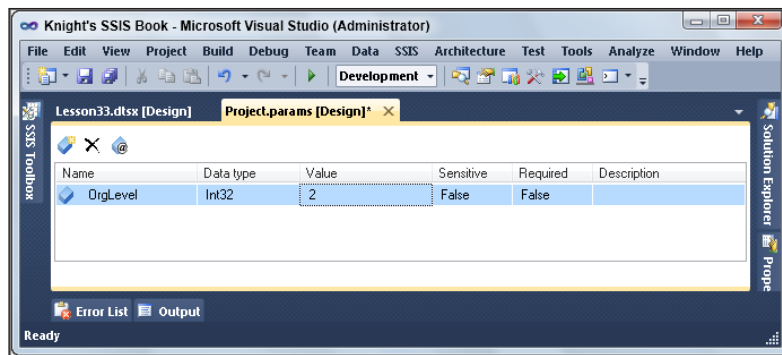 Knight's SSIS Book - Microsoft Visual Studio (Administrator)
File Edit View Project Build Debug Team Data SSIS Architecture Test Tools Analyze Window Help
Development
SSIS Toolbox
Lesson33.dtsx [Design] Project.params [Design]*
Name Data type Value Sensitive Required Description
OrgLevel Int32 2 False False
Solution Explorer
Prope
Error List Output
Ready